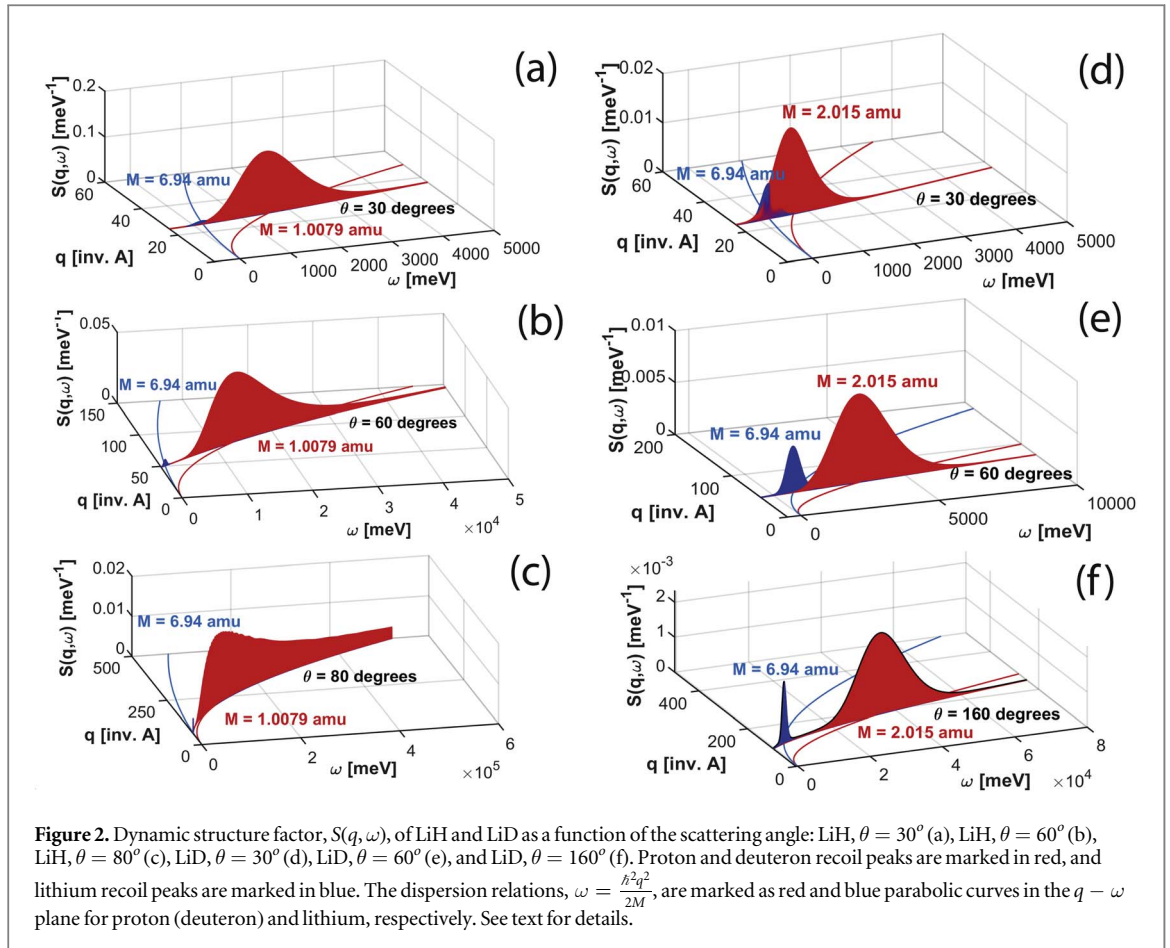 (a)
S(q,ω) [meV⁻¹]
0.2
0.1
0
60
40
20
0
q [inv. A]
M = 6.94 amu
θ = 30 degrees
M = 1.0079 amu
0
1000
2000
3000
4000
5000
ω [meV]
(b)
S(q,ω) [meV⁻¹]
0.05
0
150
100
50
0
q [inv. A]
M = 6.94 amu
θ = 60 degrees
M = 1.0079 amu
0
1
2
3
4
5
×10⁴
ω [meV]
(c)
S(q,ω) [meV⁻¹]
0.02
0.01
0
500
250
0
q [inv. A]
M = 6.94 amu
θ = 80 degrees
M = 1.0079 amu
0
2
4
6
×10⁵
ω [meV]
(d)
S(q,ω) [meV⁻¹]
0.02
0.01
0
60
40
20
0
q [inv. A]
M = 2.015 amu
M = 6.94 amu
θ = 30 degrees
0
1000
2000
3000
4000
5000
ω [meV]
(e)
S(q,ω) [meV⁻¹]
0.01
0.005
0
200
100
0
q [inv. A]
M = 2.015 amu
M = 6.94 amu
θ = 60 degrees
0
5000
10000
ω [meV]
(f)
×10⁻³
S(q,ω) [meV⁻¹]
2
1
0
400
200
0
q [inv. A]
M = 6.94 amu
θ = 160 degrees
M = 2.015 amu
0
2
4
6
8
×10⁴
ω [meV]
Figure 2. Dynamic structure factor, S(q, ω), of LiH and LiD as a function of the scattering angle: LiH, θ = 30° (a), LiH, θ = 60° (b),
LiH, θ = 80° (c), LiD, θ = 30° (d), LiD, θ = 60° (e), and LiD, θ = 160° (f). Proton and deuteron recoil peaks are marked in red, and
lithium recoil peaks are marked in blue. The dispersion relations, ω = ħ²q²/2M, are marked as red and blue parabolic curves in the q − ω
plane for proton (deuteron) and lithium, respectively. See text for details.